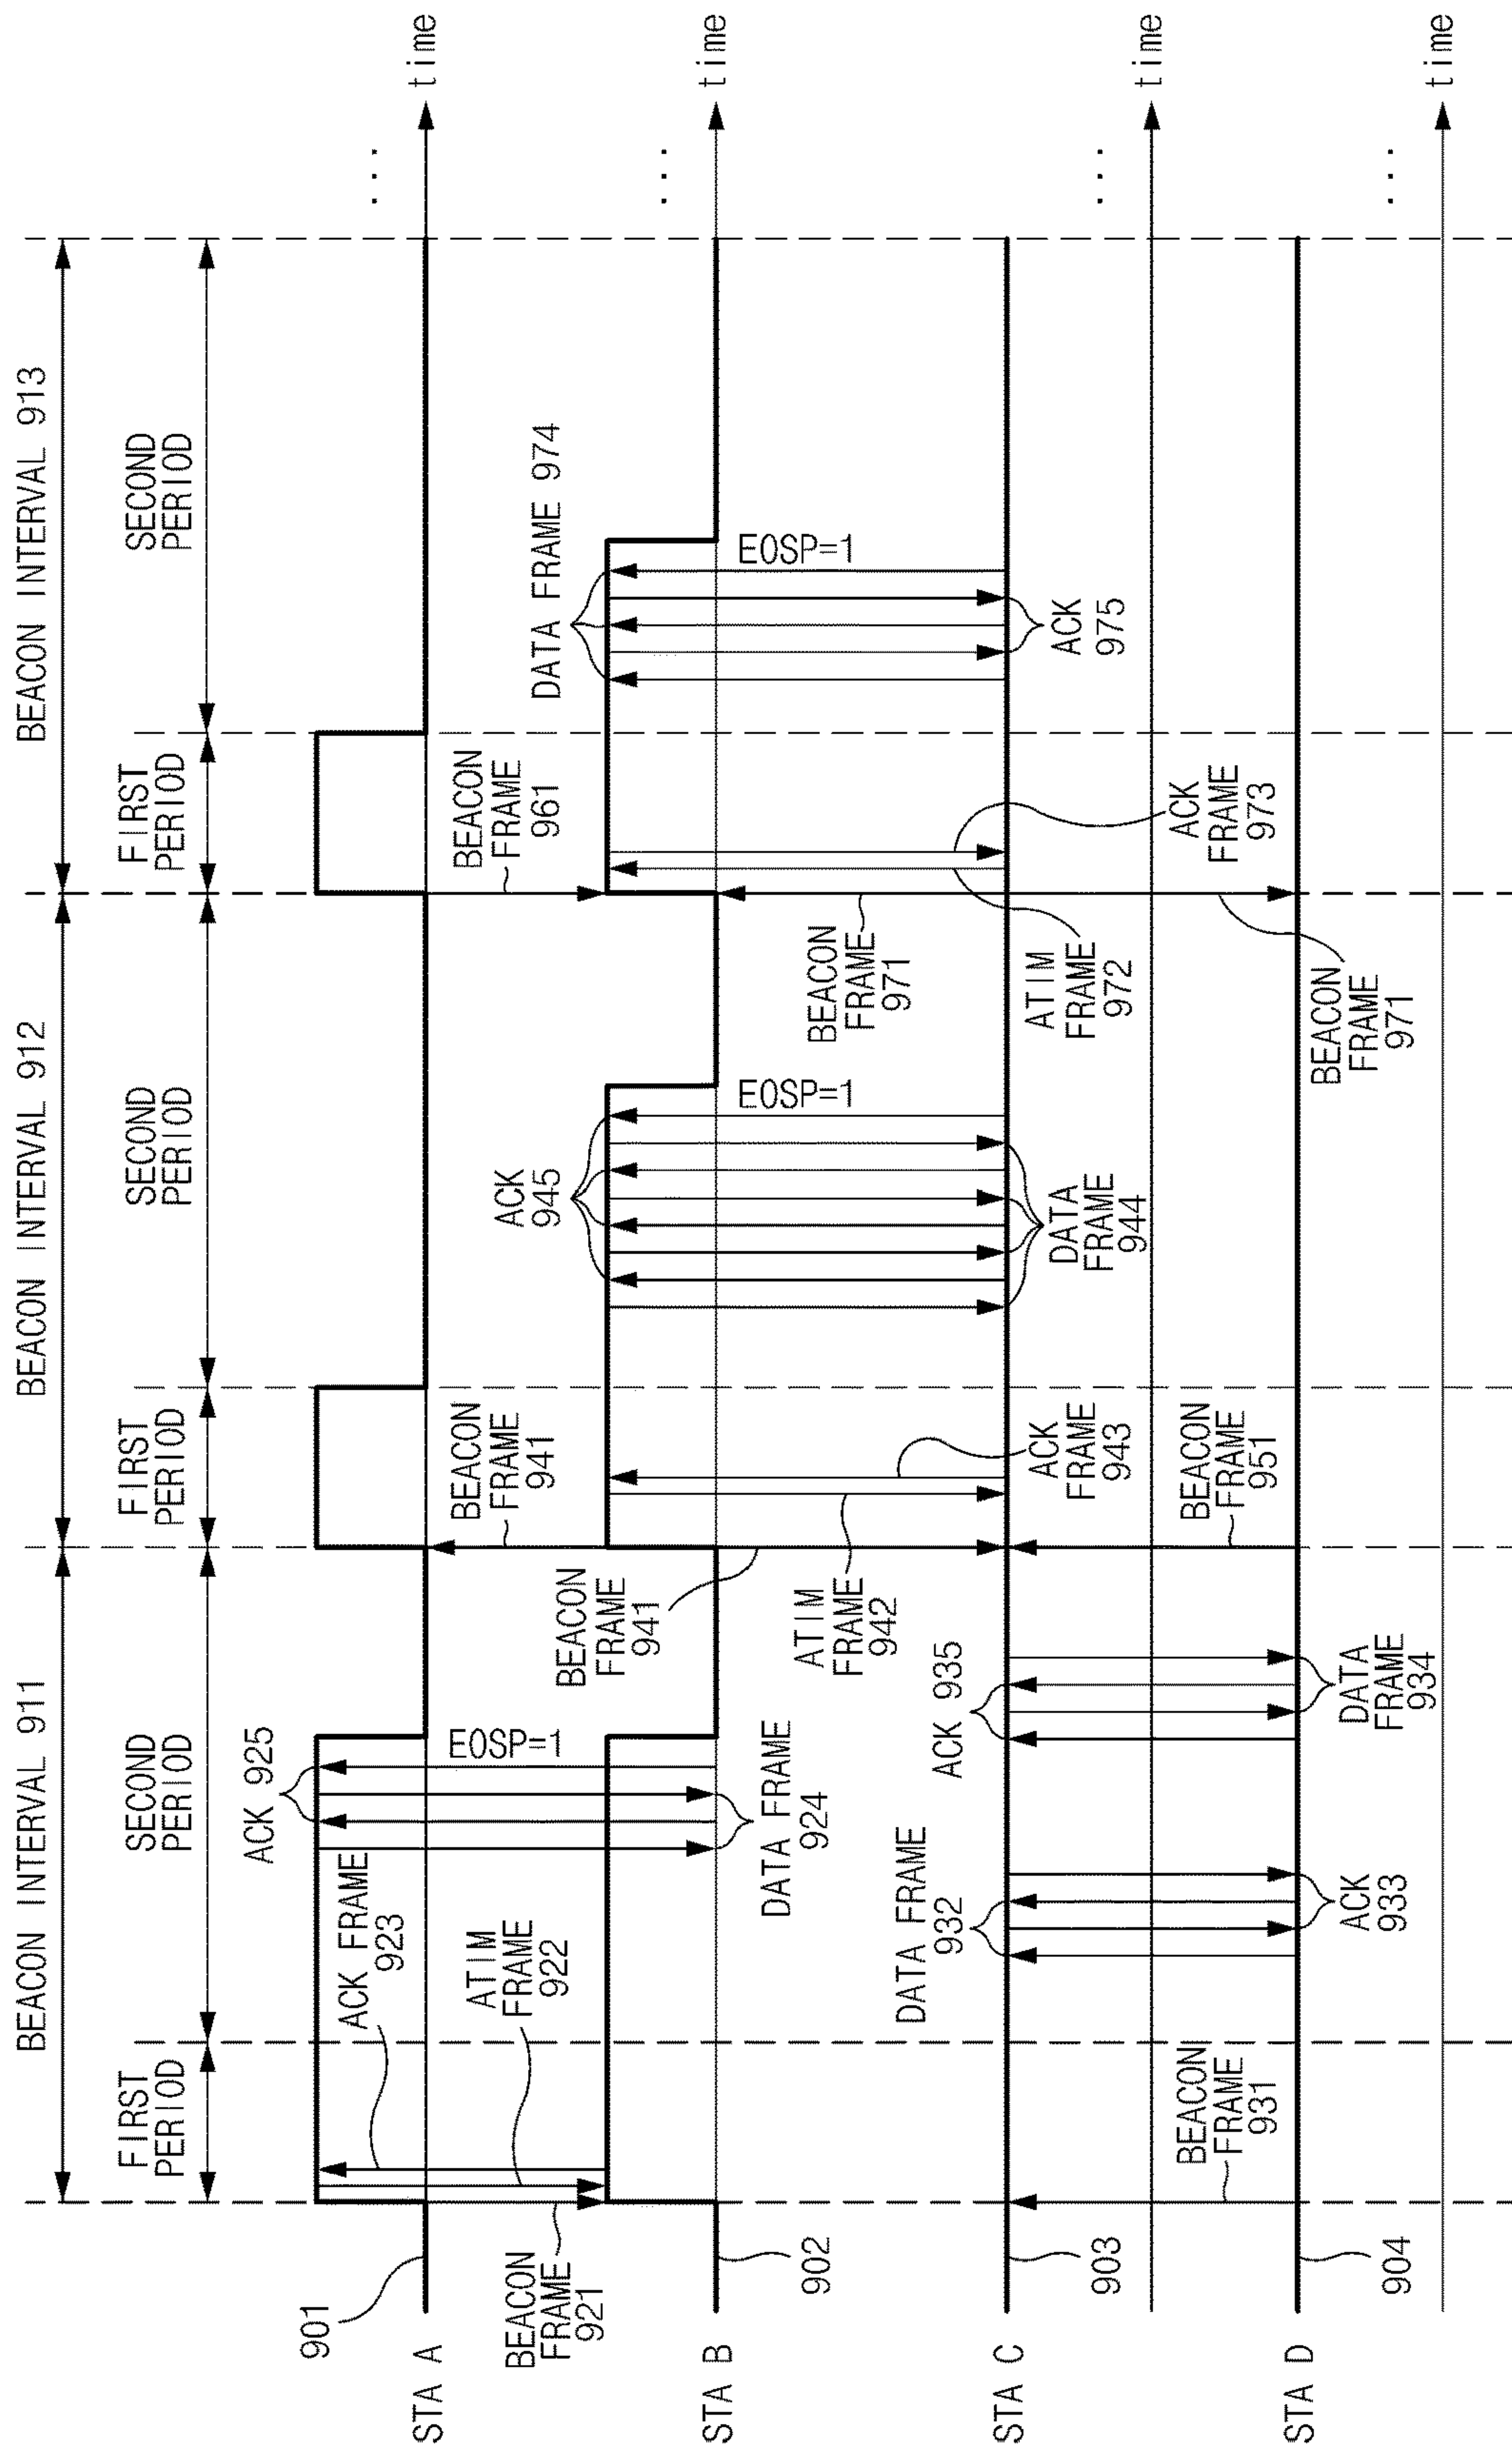 BEACON INTERVAL 911
BEACON INTERVAL 912
BEACON INTERVAL 913
FIRST
PERIOD
SECOND
PERIOD
FIRST
PERIOD
SECOND
PERIOD
FIRST
PERIOD
SECOND
PERIOD
ACK 925
ACK FRAME
923
901
STA A
time
...
EOSP=1
ATIM
FRAME
922
BEACON
FRAME
921
BEACON
FRAME
941
BEACON
FRAME
961
ACK
945
DATA FRAME 974
BEACON
FRAME
941
STA B
902
time
...
DATA FRAME
924
EOSP=1
EOSP=1
ATIM
FRAME
942
BEACON
FRAME
971
DATA FRAME
932
ACK 935
STA C
903
time
...
ACK
FRAME
943
DATA
FRAME
944
ATIM
FRAME
972
ACK
975
BEACON
FRAME
931
BEACON
FRAME
951
ACK
FRAME
973
STA D
904
time
...
ACK
933
DATA
FRAME
934
BEACON
FRAME
971